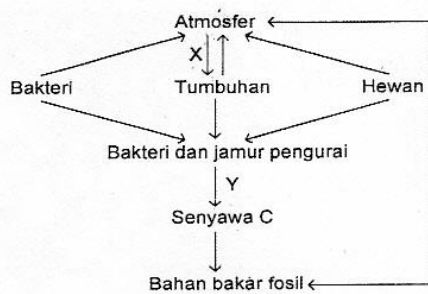 Atmosfer
X
Bakteri Tumbuhan Hewan
Bakteri dan jamur pengurai
Y
Senyawa C
Bahan bakar fosil